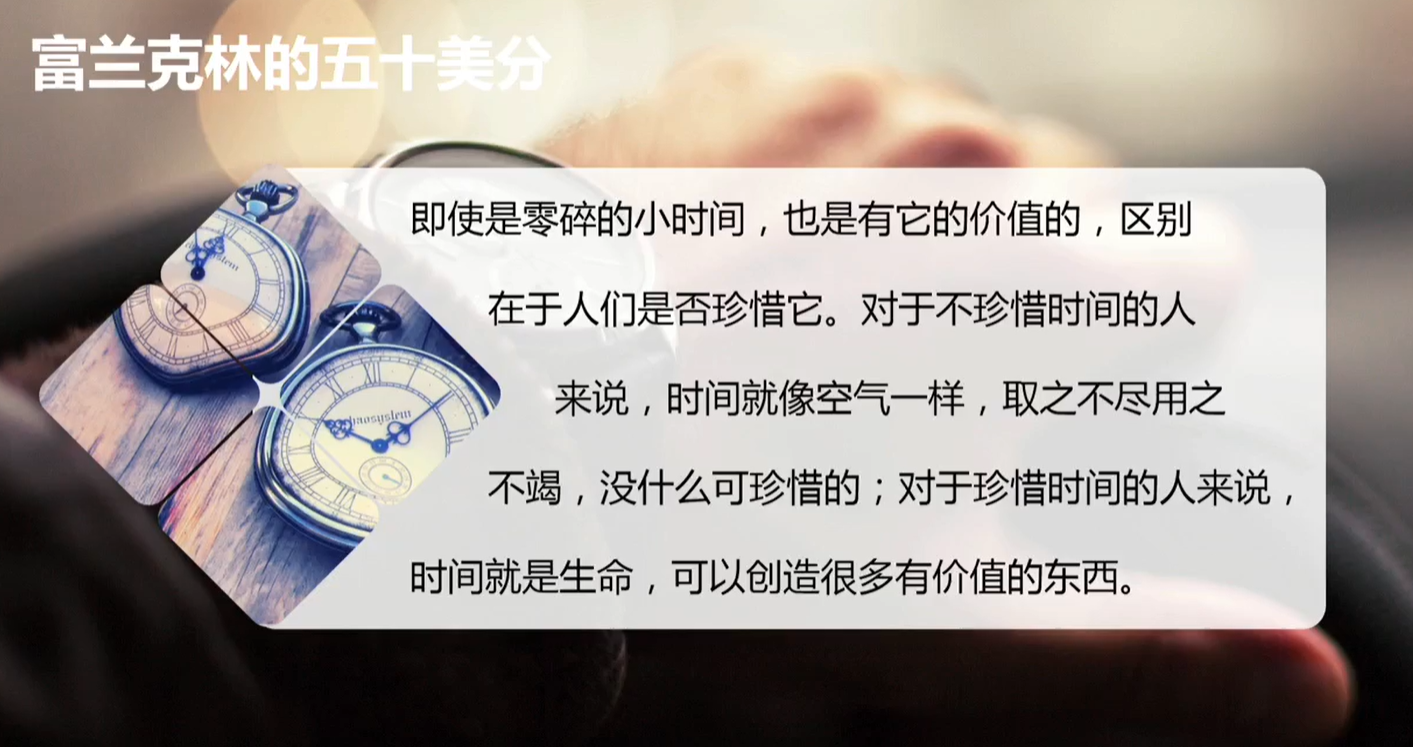 富兰克林的五十美分
即使是零碎的小时间，也是有它的价值的，区别
在于人们是否珍惜它。对于不珍惜时间的人
来说，时间就像空气一样，取之不尽用之
不竭，没什么可珍惜的；对于珍惜时间的人来说，
时间就是生命，可以创造很多有价值的东西。